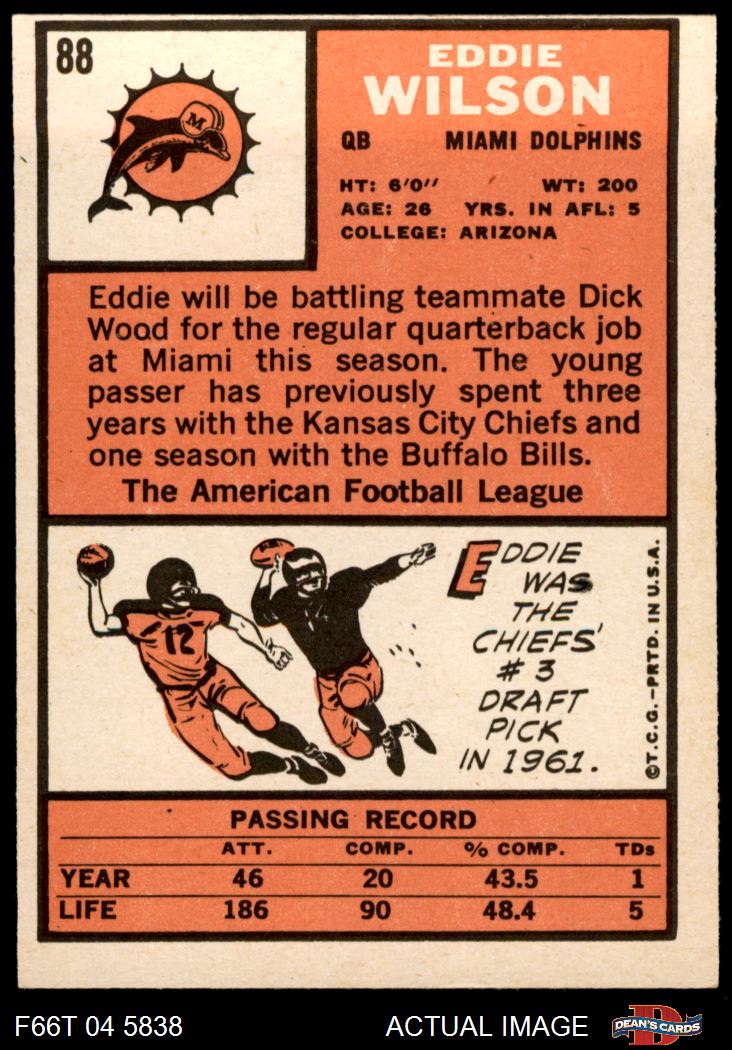 88
M
EDDIE
WILSON
QB MIAMI DOLPHINS
HT: 6'0'' WT: 200
AGE: 26 YRS. IN AFL: 5
COLLEGE: ARIZONA
Eddie will be battling teammate Dick
Wood for the regular quarterback job
at Miami this season. The young
passer has previously spent three
years with the Kansas City Chiefs and
one season with the Buffalo Bills.
The American Football League
12
EDDIE
WAS
THE
CHIEFS'
# 3
DRAFT
PICK
IN 1961.
©T.C.G.—PRTD. IN U.S.A.
PASSING RECORD
ATT. COMP. % COMP. TDs
YEAR 46 20 43.5 1
LIFE 186 90 48.4 5
F66T 04 5838 ACTUAL IMAGE D DEAN'S CARDS